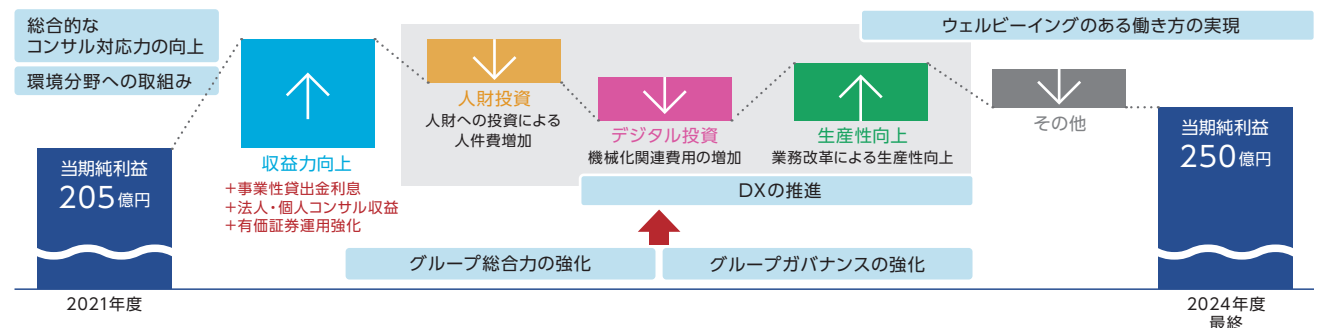 総合的な
コンサル対応力の向上
環境分野への取組み
ウェルビーイングのある働き方の実現
当期純利益
205億円
収益力向上
+事業性貸出金利息
+法人・個人コンサル収益
+有価証券運用強化
人財投資
人財への投資による
人件費増加
デジタル投資
機械化関連費用の増加
生産性向上
業務改革による生産性向上
DXの推進
その他
当期純利益
250億円
グループ総合力の強化
グループガバナンスの強化
2021年度
2024年度
最終